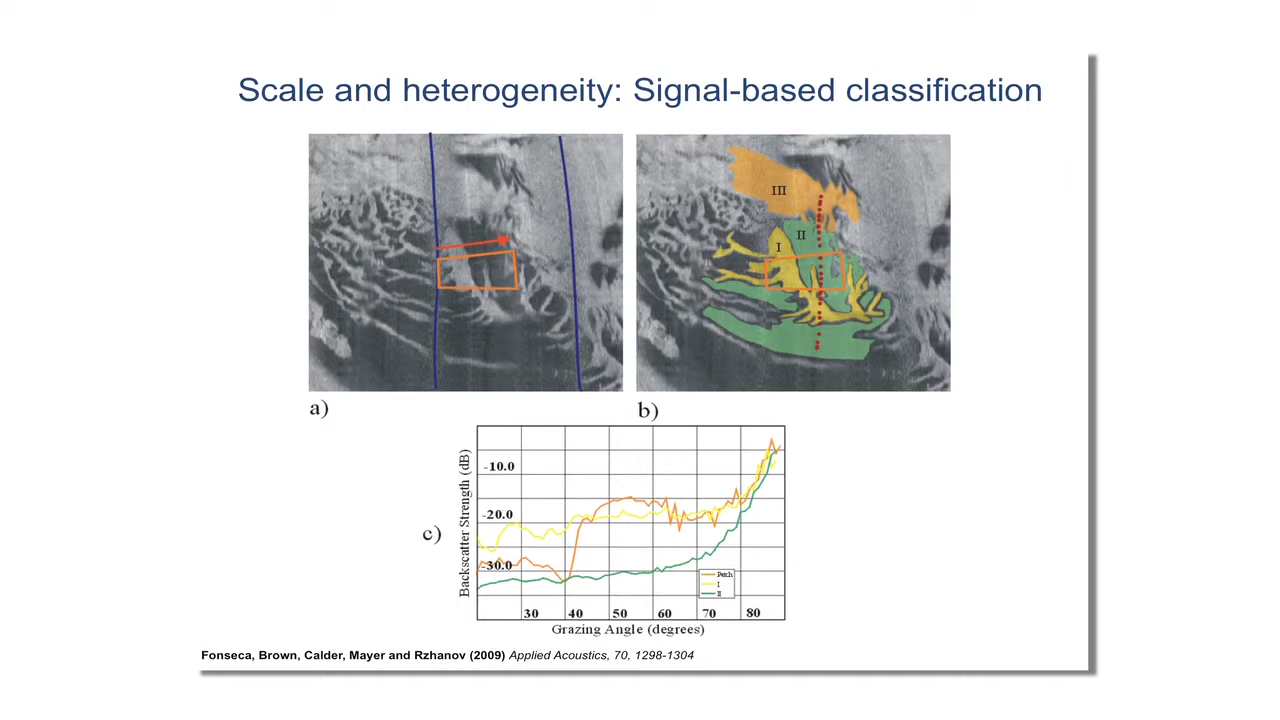 Scale and heterogeneity: Signal-based classification
III
II
I
a)
b)
-10.0
-20.0
-30.0
Backscatter Strength (dB)
c)
Patch
I
II
30 40 50 60 70 80
Grazing Angle (degrees)
Fonseca, Brown, Calder, Mayer and Rzhanov (2009) Applied Acoustics, 70, 1298-1304